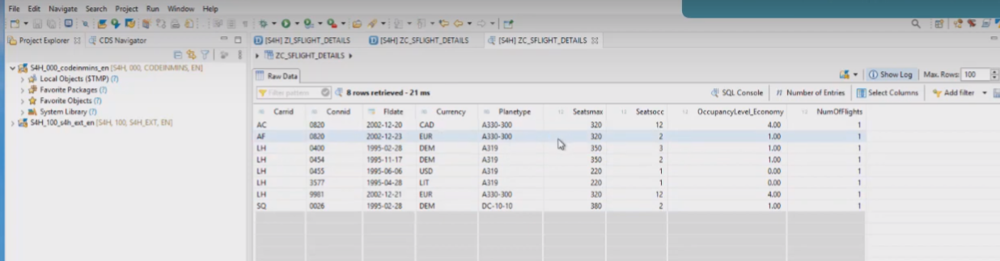 File Edit Navigate Search Project Run Window Help
Project Explorer CDS Navigator
[S4H] ZI_SFLIGHT_DETAILS [S4H] ZC_SFLIGHT_DETAILS [S4H] ZC_SFLIGHT_DETAILS
S4H_000_codeinmins_en [S4H, 000, CODEINMINS, EN]
Local Objects ($TMP) (?)
Favorite Packages (?)
Favorite Objects (?)
System Library (?)
S4H_100_s4h_ext_en [S4H, 100, S4H_EXT, EN]
ZC_SFLIGHT_DETAILS
Raw Data Show Log Max. Rows: 100
Filter pattern 8 rows retrieved - 21 ms SQL Console Number of Entries Select Columns Add filter
Carrid Connid Fldate Currency Planetype Seatsmax Seatsocc OccupancyLevel_Economy NumOfFlights
AC 0820 2002-12-20 CAD A330-300 320 12 4.00 1
AF 0820 2002-12-23 EUR A330-300 320 2 1.00 1
LH 0400 1995-02-28 DEM A319 350 3 1.00 1
LH 0454 1995-11-17 DEM A319 350 2 1.00 1
LH 0455 1995-06-06 USD A319 220 1 0.00 1
LH 3577 1995-04-28 LIT A319 220 1 0.00 1
LH 9981 2002-12-21 EUR A330-300 320 12 4.00 1
SQ 0026 1995-02-28 DEM DC-10-10 380 2 1.00 1